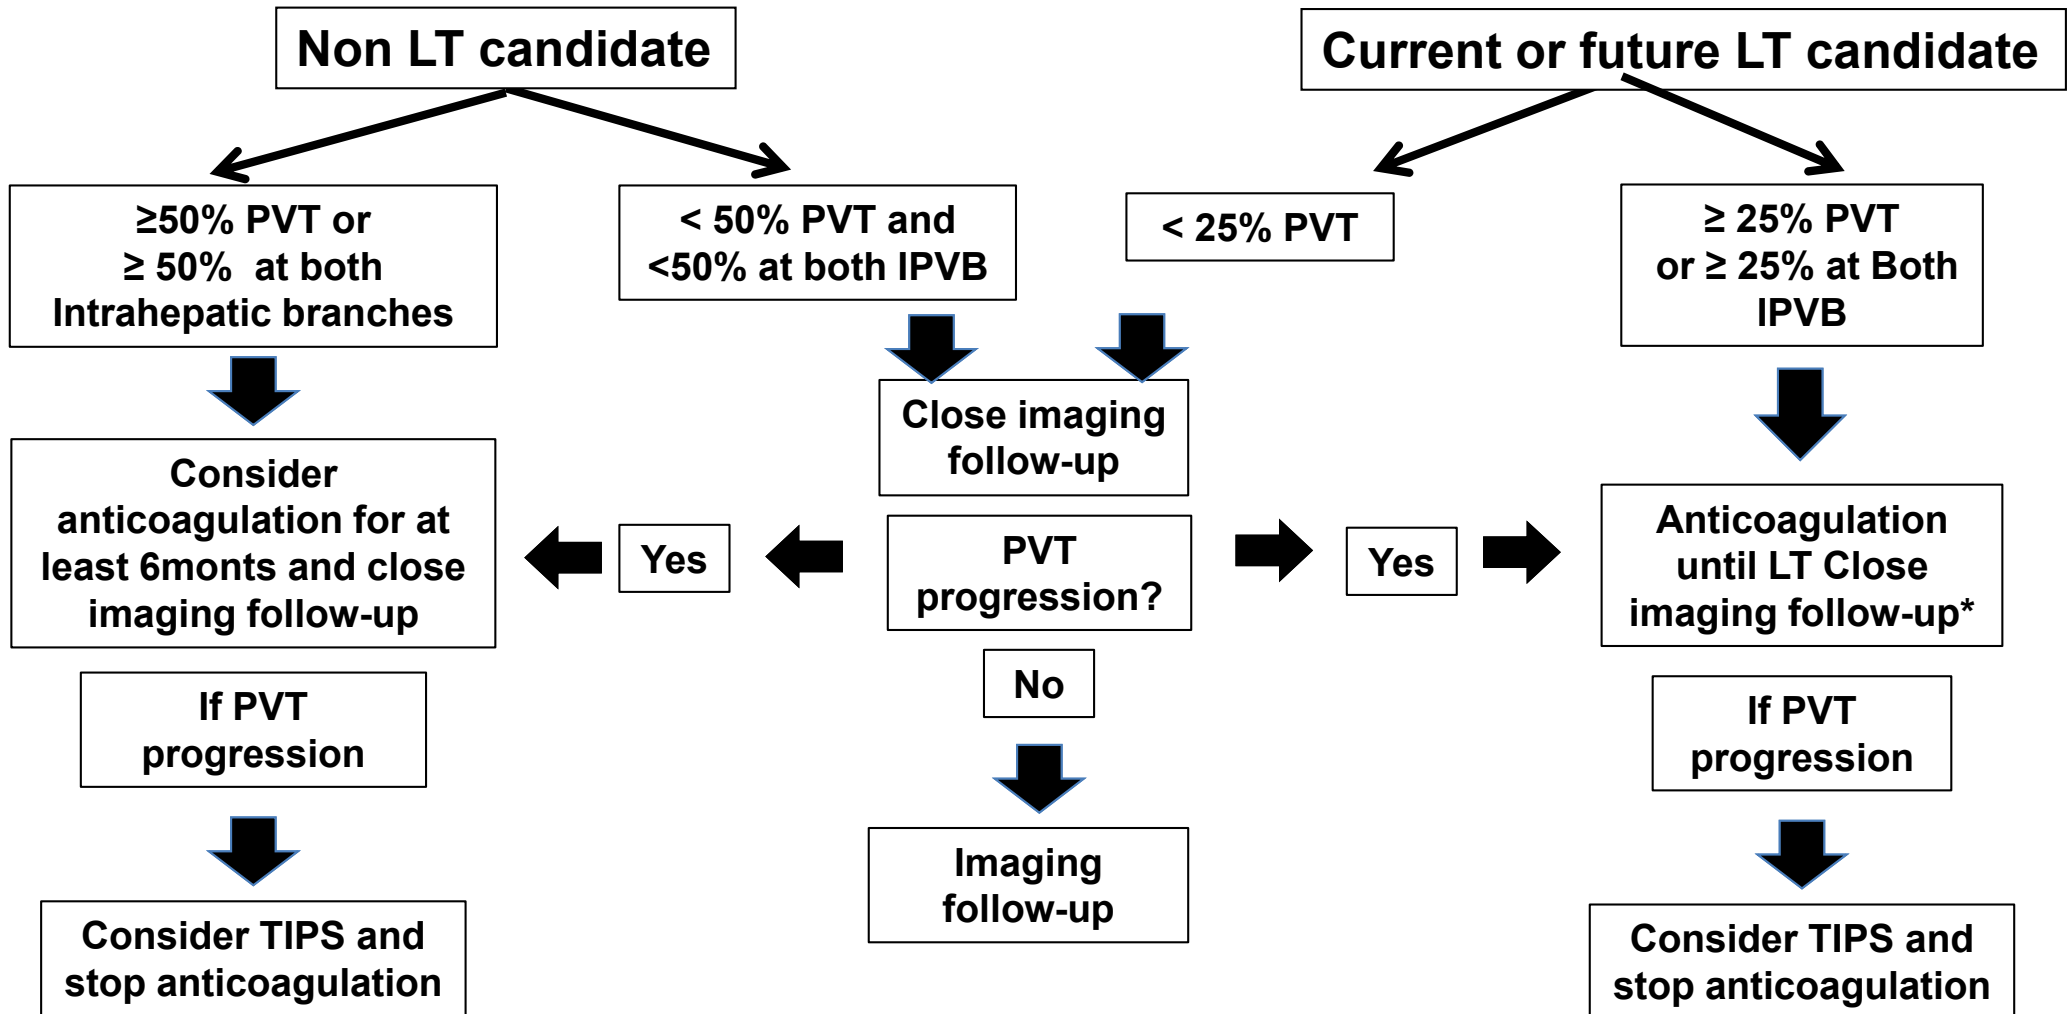 Non LT candidate
Current or future LT candidate
≥50% PVT or
≥ 50% at both
Intrahepatic branches
< 50% PVT and
<50% at both IPVB
< 25% PVT
≥ 25% PVT
or ≥ 25% at Both
IPVB
Close imaging
follow-up
Consider
anticoagulation for at
least 6monts and close
imaging follow-up
Yes
PVT
progression?
Yes
Anticoagulation
until LT Close
imaging follow-up*
No
If PVT
progression
If PVT
progression
Imaging
follow-up
Consider TIPS and
stop anticoagulation
Consider TIPS and
stop anticoagulation